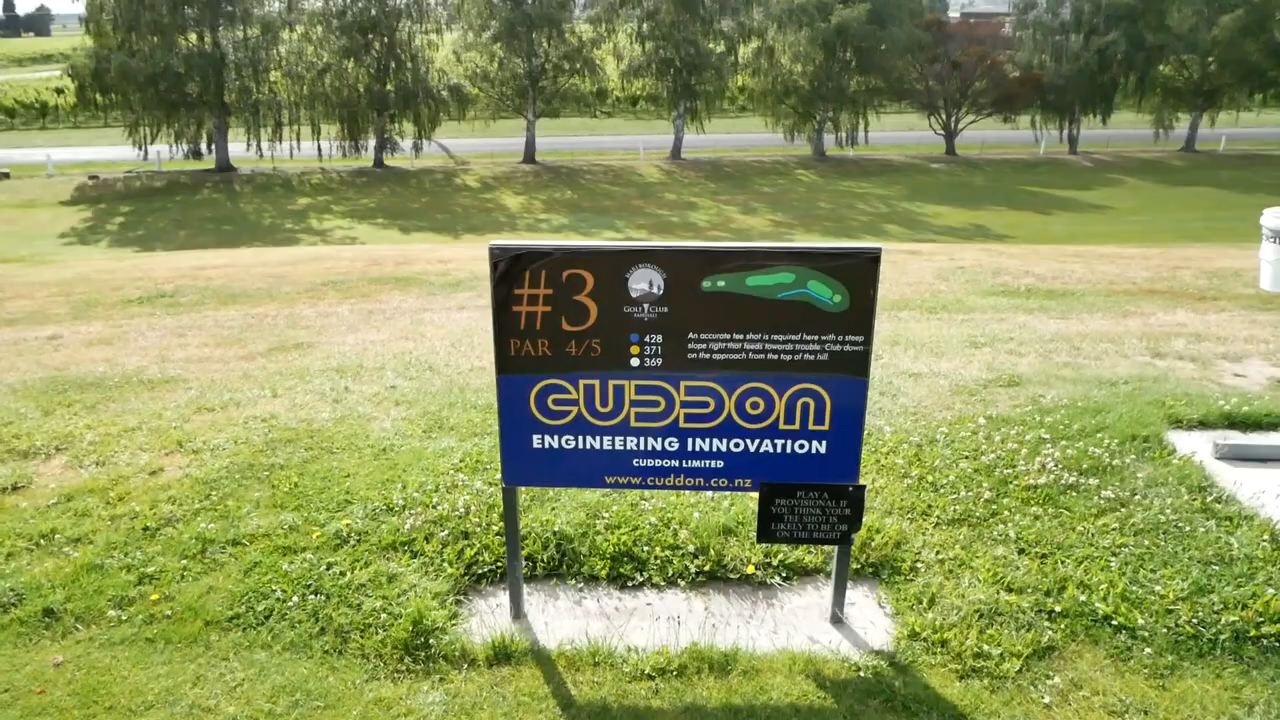 #3
PAR 4/5
MARLBOROUGH
GOLF CLUB
FAIRHALL
428
371
369
An accurate tee shot is required here with a steep
slope right that feeds towards trouble. Club down
on the approach from the top of the hill.
CUDDON
ENGINEERING INNOVATION
CUDDON LIMITED
www.cuddon.co.nz
PLAY A
PROVISIONAL IF
YOU THINK YOUR
TEE SHOT IS
LIKELY TO BE OB
ON THE RIGHT